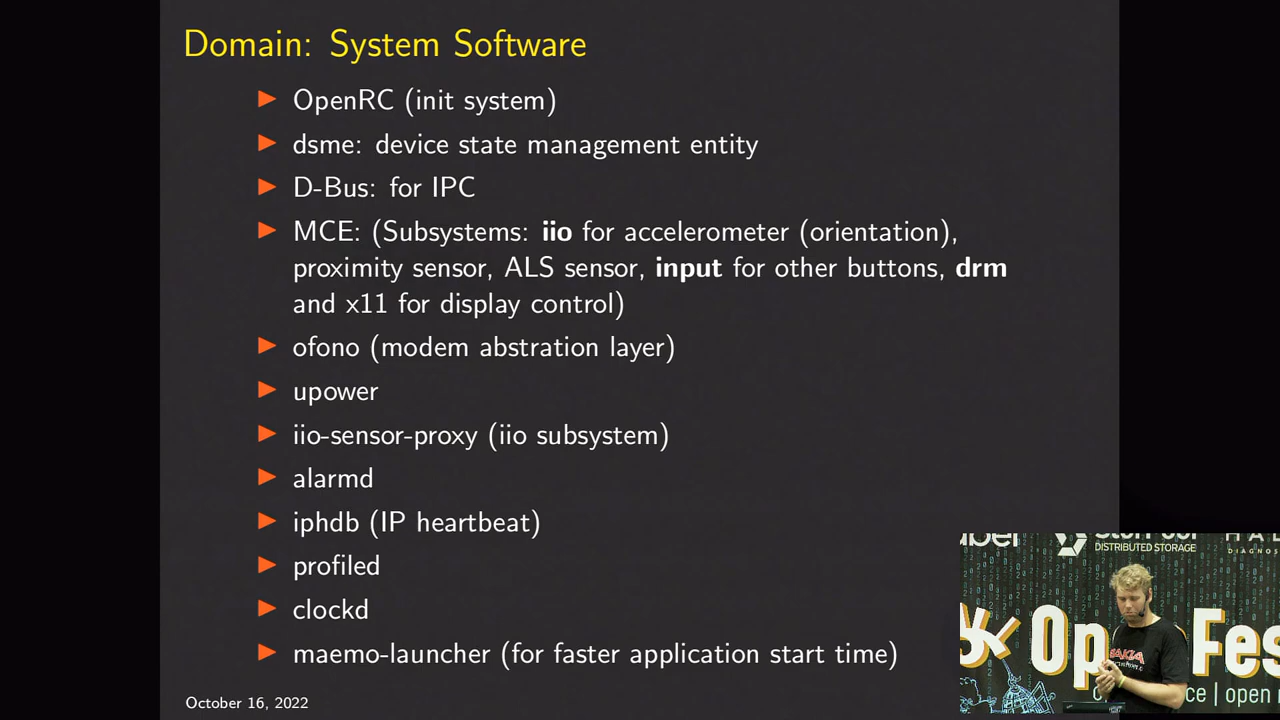 Domain: System Software
OpenRC (init system)
dsme: device state management entity
D-Bus: for IPC
MCE: (Subsystems: iio for accelerometer (orientation),
proximity sensor, ALS sensor, input for other buttons, drm
and x11 for display control)
ofono (modem abstration layer)
upower
iio-sensor-proxy (iio subsystem)
alarmd
iphdb (IP heartbeat)
profiled
clockd
maemo-launcher (for faster application start time)
October 16, 2022
DISTRIBUTED STORAGE